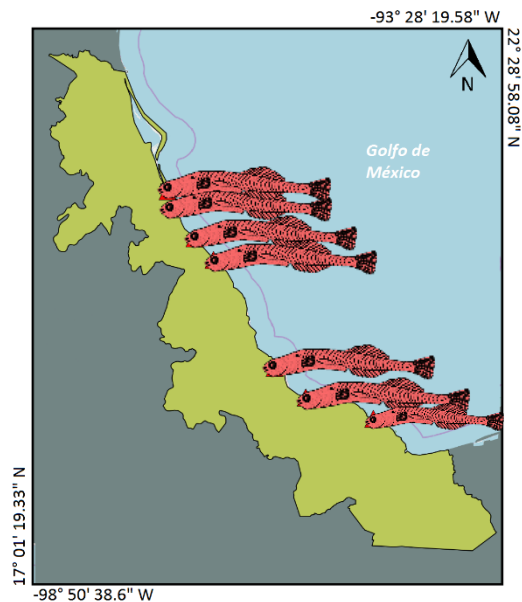 -93° 28' 19.58" W
22° 28' 58.08" N
N
Golfo de
México
17° 01' 19.33" N
-98° 50' 38.6" W